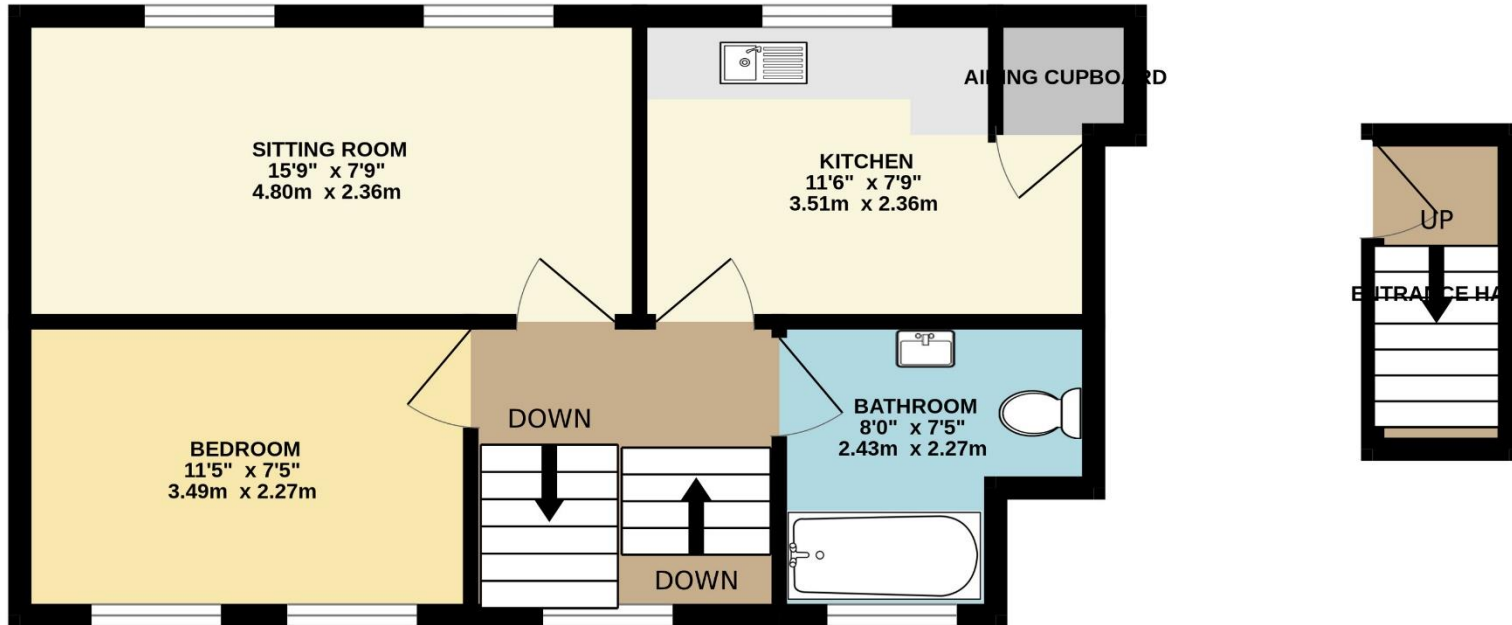 SITTING ROOM
15'9" x 7'9"
4.80m x 2.36m
KITCHEN
11'6" x 7'9"
3.51m x 2.36m
AIRING CUPBOARD
BEDROOM
11'5" x 7'5"
3.49m x 2.27m
DOWN
DOWN
BATHROOM
8'0" x 7'5"
2.43m x 2.27m
UP
ENTRANCE HA